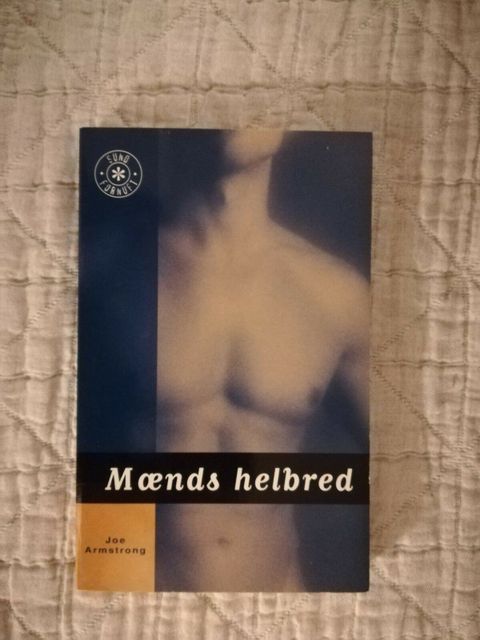 SUND
FORNUFT
Mænds helbred
Joe
Armstrong